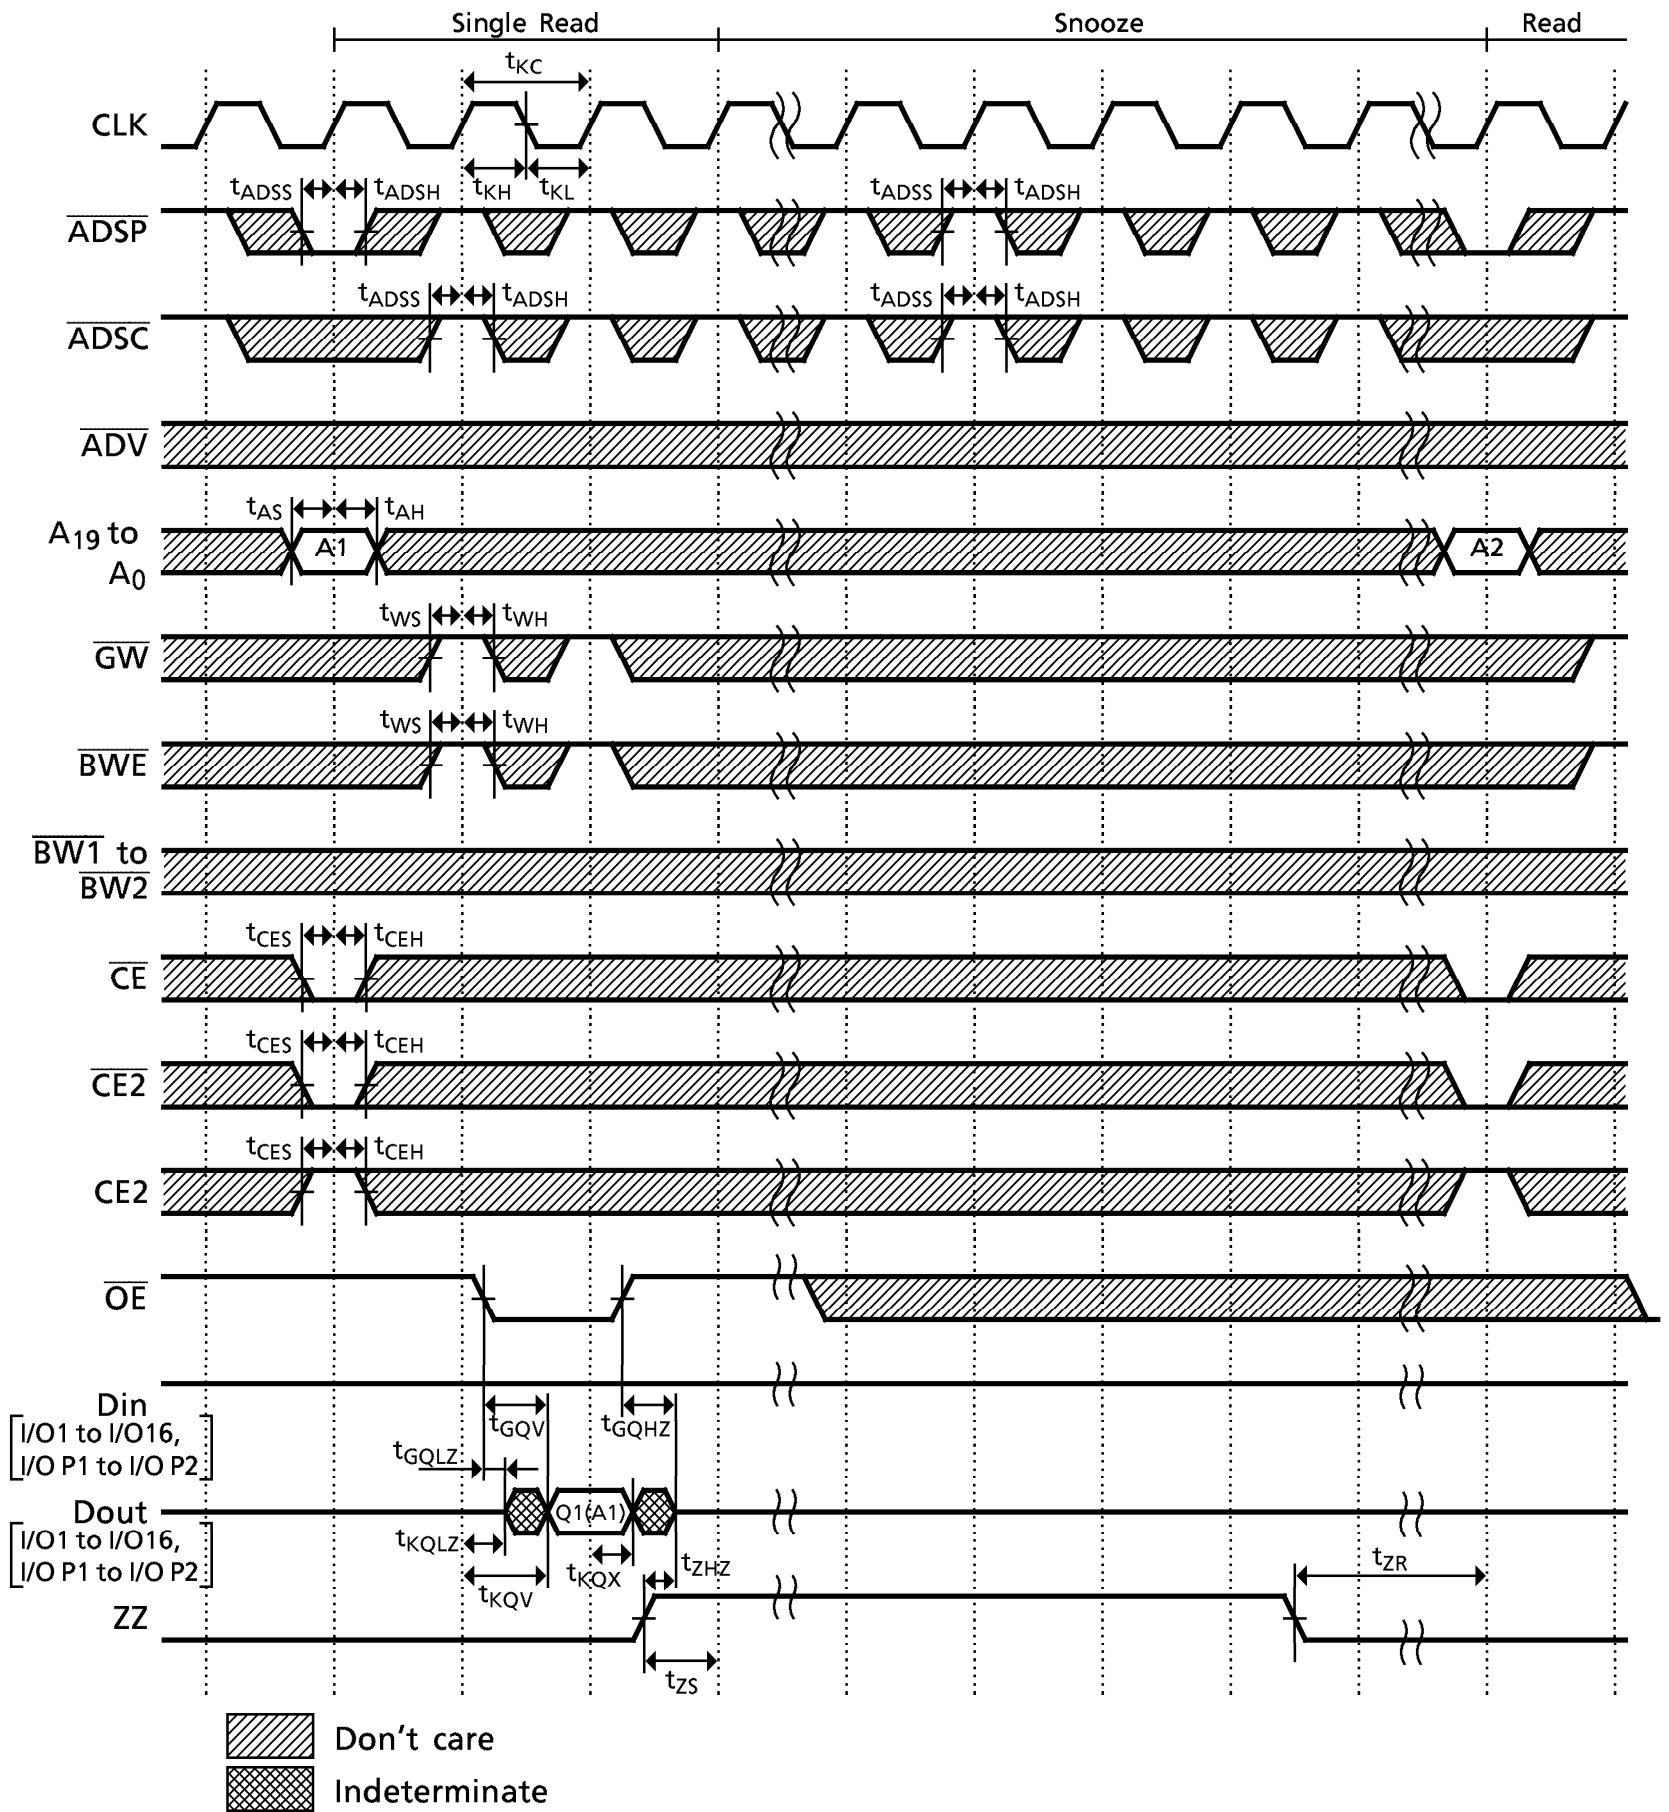 Single Read Snooze Read
tKC
CLK
tADSS tADSH tKH tKL tADSS tADSH
ADSP
tADSS tADSH tADSS tADSH
ADSC
ADV
tAS tAH
A19 to
A0
A1 A2
tWS tWH
GW
tWS tWH
BWE
BW1 to
BW2
tCES tCEH
CE
tCES tCEH
CE2
tCES tCEH
CE2
OE
Din
I/O1 to I/O16,
I/O P1 to I/O P2
tGQV tGQHZ
tGQLZ
Dout
I/O1 to I/O16,
I/O P1 to I/O P2
Q1(A1)
tKQLZ
tKQV
tKQX
tZHZ
tZR
ZZ
tZS
Don't care
Indeterminate